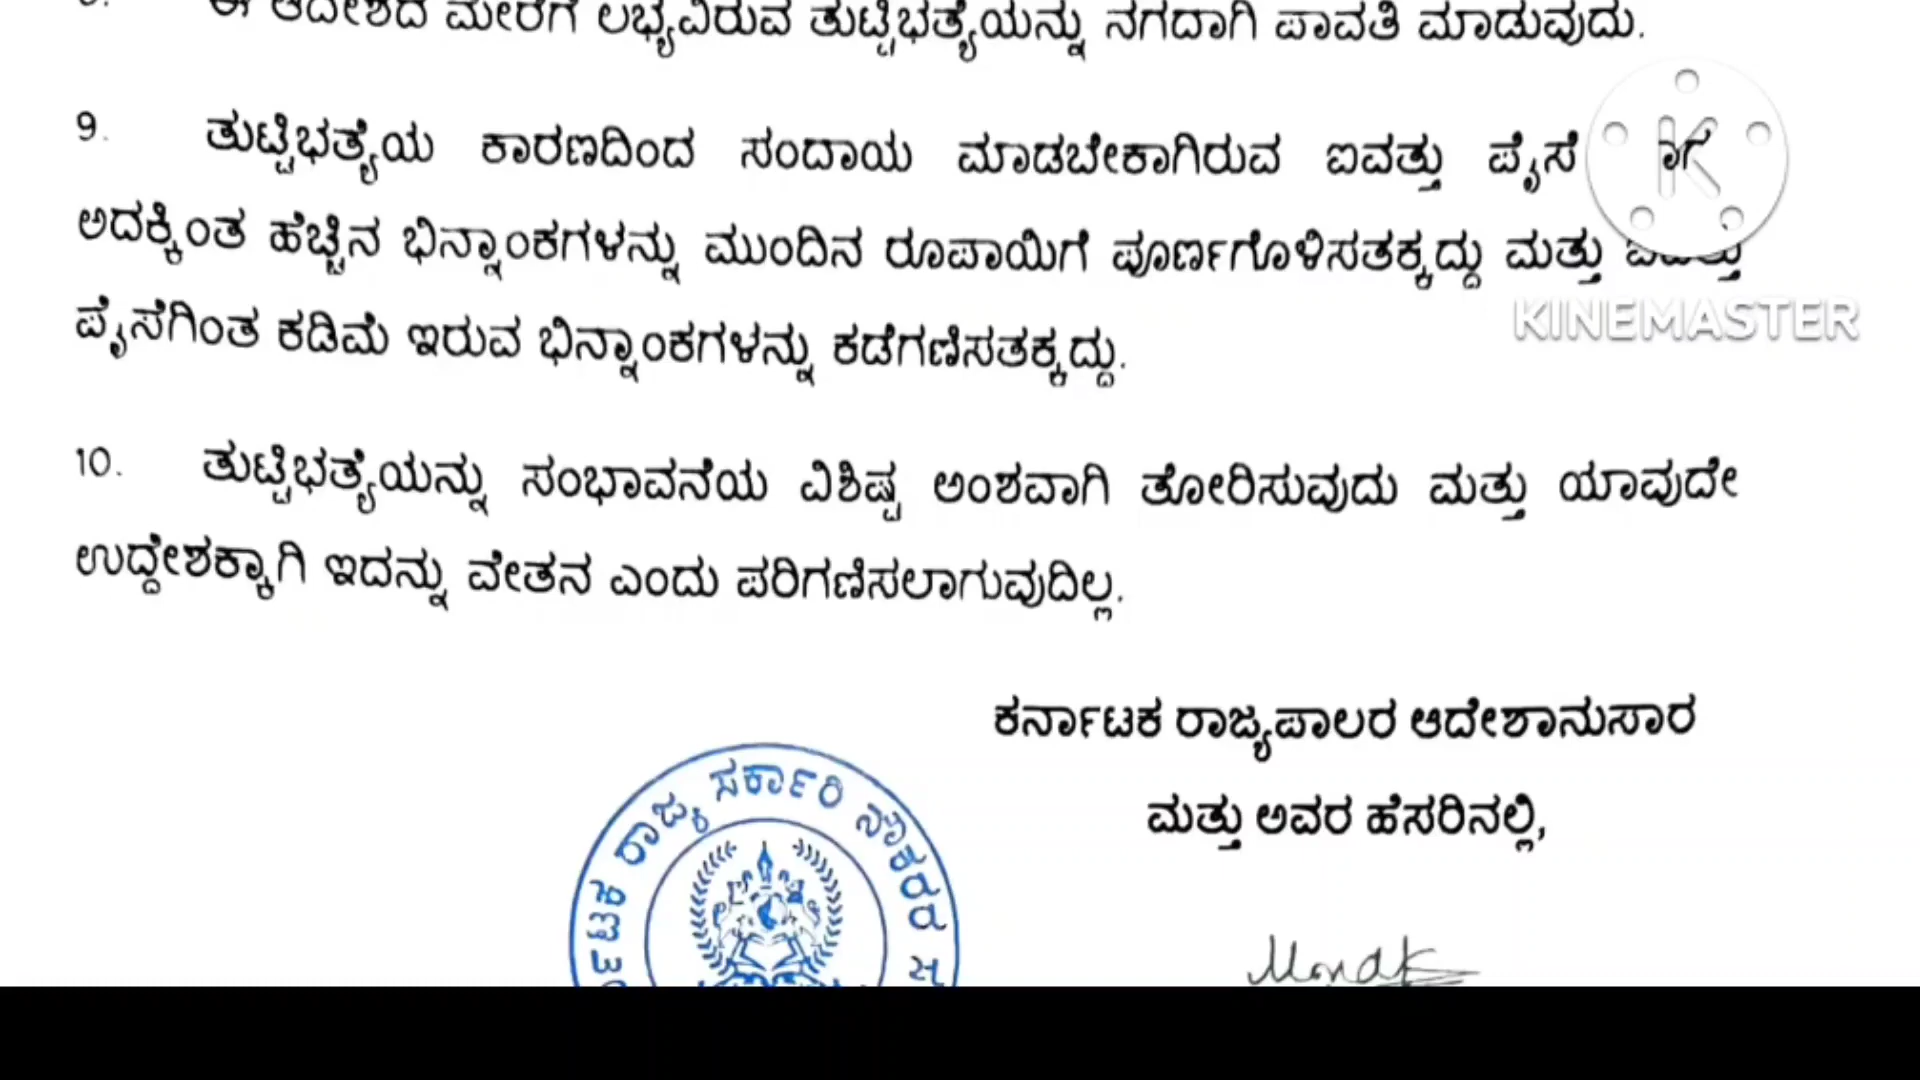 ಈ ಆದೇಶದ ಮೇರೆಗೆ ಲಭ್ಯವಿರುವ ತುಟ್ಟಿಭತ್ಯೆಯನ್ನು ನಗದಾಗಿ ಪಾವತಿ ಮಾಡುವುದು.
9. ತುಟ್ಟಿಭತ್ಯೆಯ ಕಾರಣದಿಂದ ಸಂದಾಯ ಮಾಡಬೇಕಾಗಿರುವ ಐವತ್ತು ಪೈಸೆ
ಅದಕ್ಕಿಂತ ಹೆಚ್ಚಿನ ಭಿನ್ನಾಂಕಗಳನ್ನು ಮುಂದಿನ ರೂಪಾಯಿಗೆ ಪೂರ್ಣಗೊಳಿಸತಕ್ಕದ್ದು ಮತ್ತು
KINEMASTER
ಪೈಸೆಗಿಂತ ಕಡಿಮೆ ಇರುವ ಭಿನ್ನಾಂಕಗಳನ್ನು ಕಡೆಗಣಿಸತಕ್ಕದ್ದು.
10. ತುಟ್ಟಿಭತ್ಯೆಯನ್ನು ಸಂಭಾವನೆಯ ವಿಶಿಷ್ಟ ಅಂಶವಾಗಿ ತೋರಿಸುವುದು ಮತ್ತು ಯಾವುದೇ
ಉದ್ದೇಶಕ್ಕಾಗಿ ಇದನ್ನು ವೇತನ ಎಂದು ಪರಿಗಣಿಸಲಾಗುವುದಿಲ್ಲ.
ಕರ್ನಾಟಕ ರಾಜ್ಯಪಾಲರ ಆದೇಶಾನುಸಾರ
ಮತ್ತು ಅವರ ಹೆಸರಿನಲ್ಲಿ,
ರಾಜ್ಯ ಸರ್ಕಾರಿ ನೌಕರರ